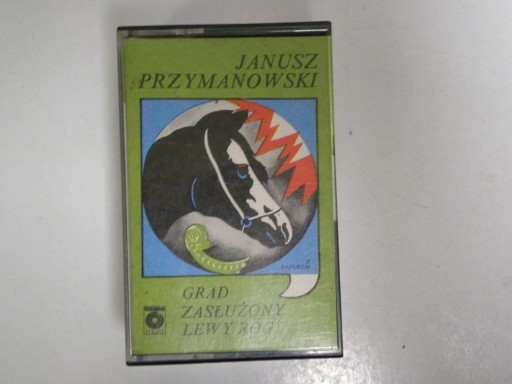 JANUSZ
PRZYMANOWSKI
GRAD
ZASŁUŻONY
LEWY RÓG